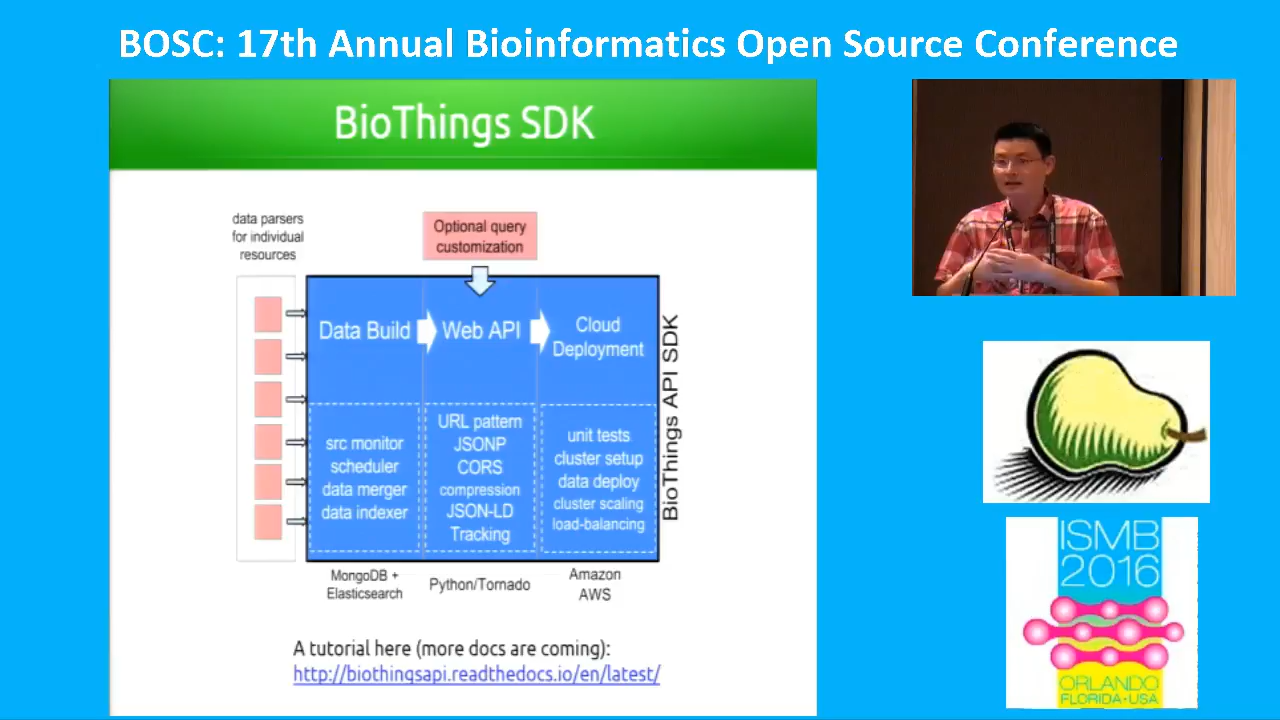 BOSC: 17th Annual Bioinformatics Open Source Conference
BioThings SDK
data parsers
for individual
resources
Optional query
customization
Data Build
Web API
Cloud
Deployment
src monitor
scheduler
data merger
data indexer
URL pattern
JSONP
CORS
compression
JSON-LD
Tracking
unit tests
cluster setup
data deploy
cluster scaling
load-balancing
BioThings API SDK
MongoDB +
Elasticsearch
Python/Tornado
Amazon
AWS
A tutorial here (more docs are coming):
http://biothingsapi.readthedocs.io/en/latest/
ISMB
2016
ORLANDO
FLORIDA•USA